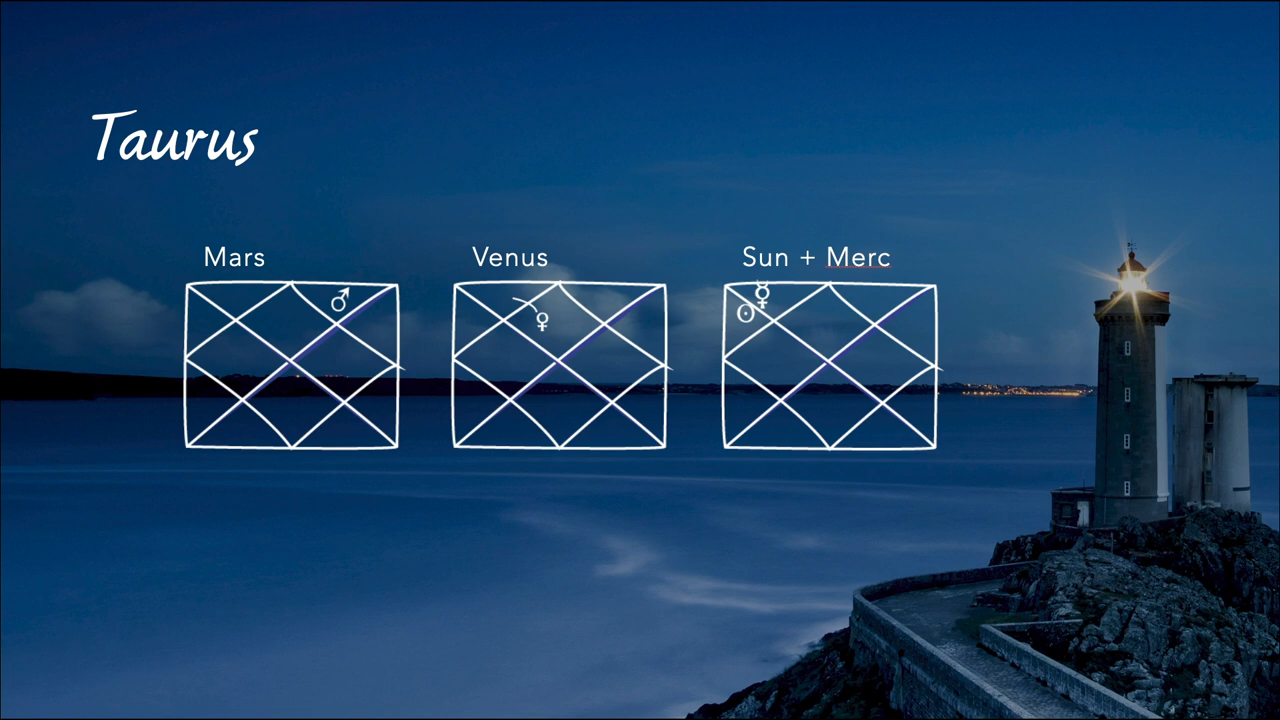 Taurus
Mars
Venus
Sun + Merc
♂
♀
☿
☉